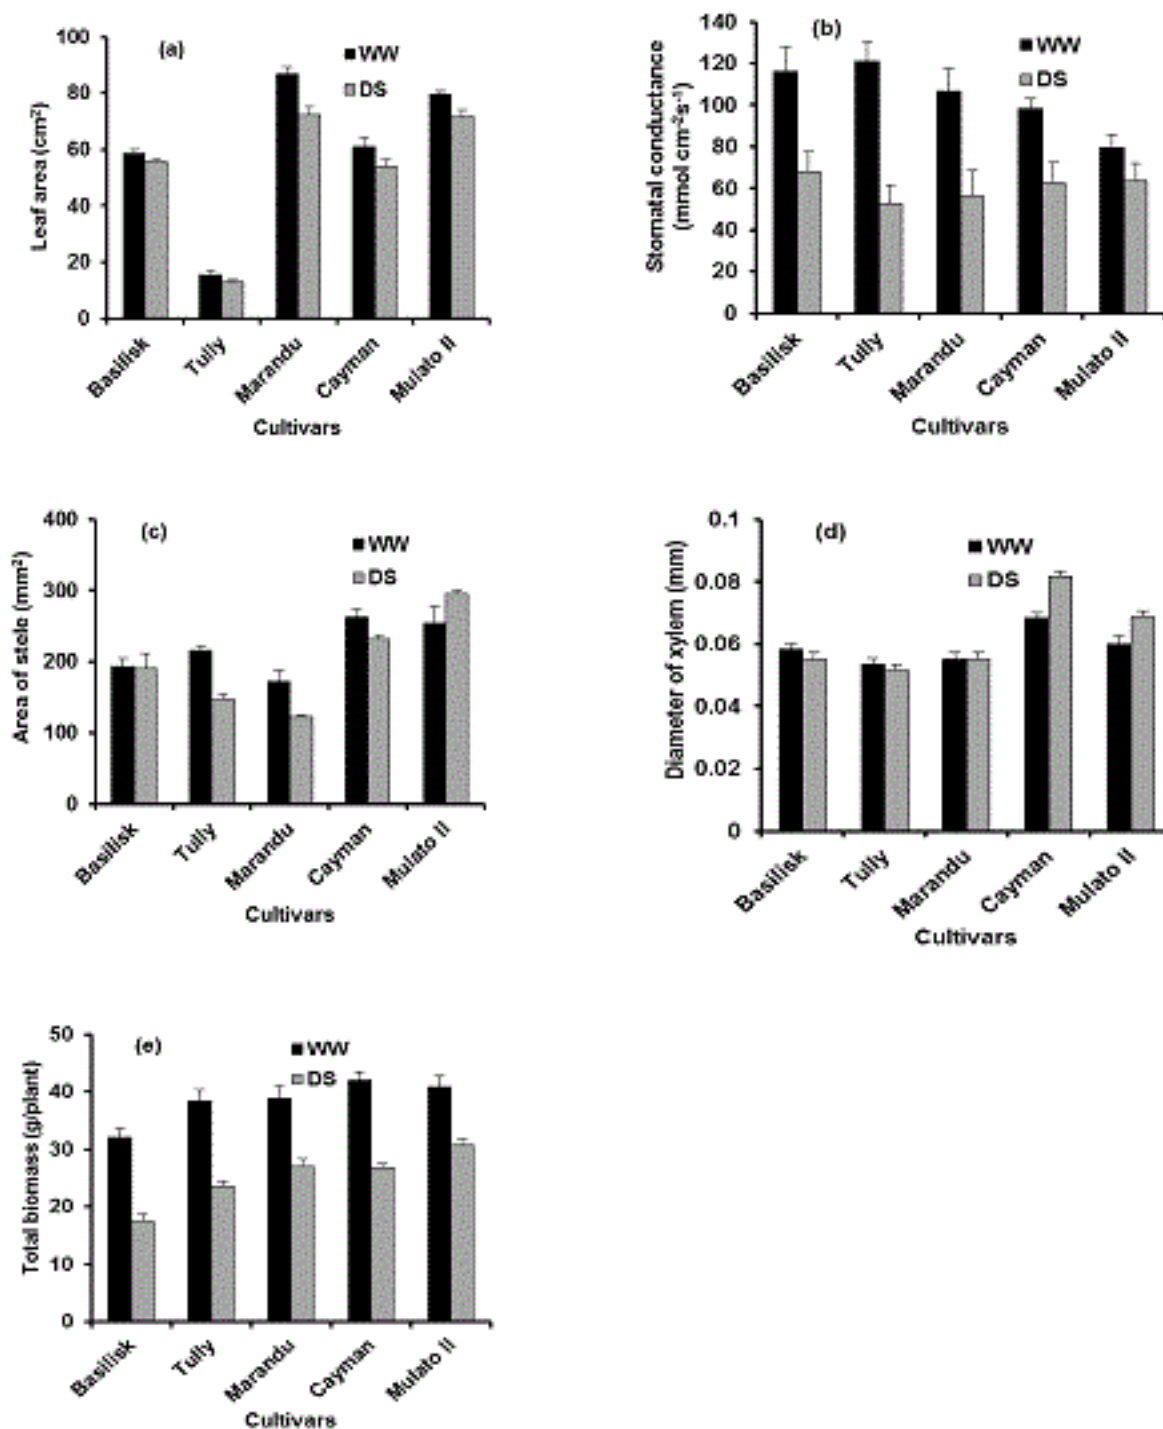 (a)
WW
DS
Leaf area (cm²)
100
80
60
40
20
0
Basilisk
Tully
Marandu
Cayman
Mulato II
Cultivars
(b)
WW
DS
Stomatal conductance
(mmol cm⁻²s⁻¹)
140
120
100
80
60
40
20
0
Basilisk
Tully
Marandu
Cayman
Mulato II
Cultivars
(c)
WW
DS
Area of stele (mm²)
400
300
200
100
0
Basilisk
Tully
Marandu
Cayman
Mulato II
Cultivars
(d)
WW
DS
Diameter of xylem (mm)
0.1
0.08
0.06
0.04
0.02
0
Basilisk
Tully
Marandu
Cayman
Mulato II
Cultivars
(e)
WW
DS
Total biomass (g/plant)
50
40
30
20
10
0
Basilisk
Tully
Marandu
Cayman
Mulato II
Cultivars